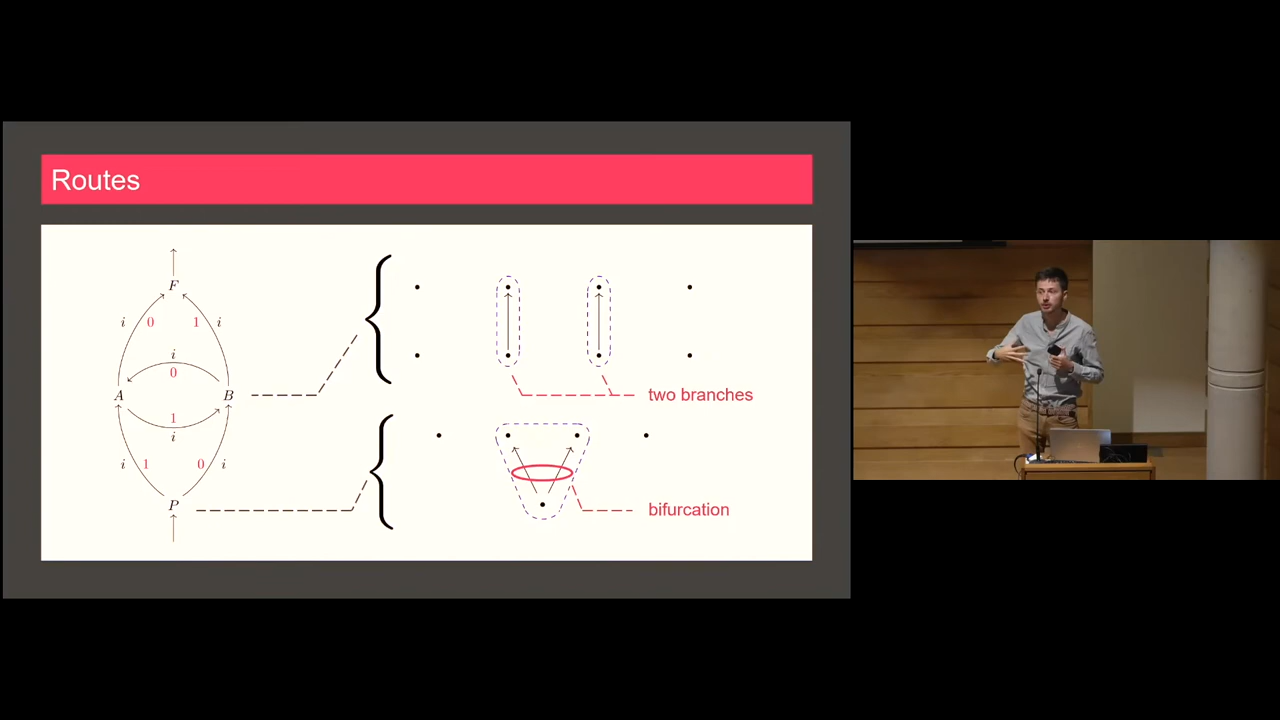 Routes
F
i 0 1 i
i
0
A B
1
i
i 1 0 i
P
two branches
bifurcation